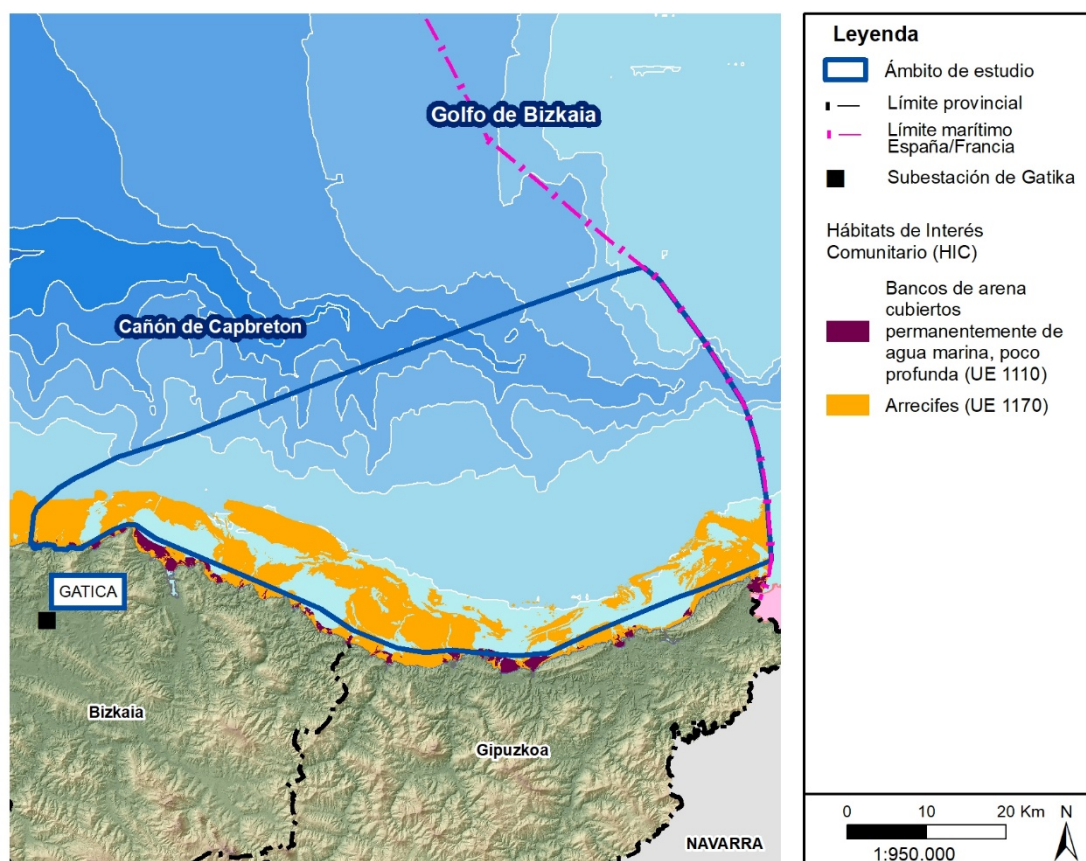 Golfo de Bizkaia
Cañón de Capbreton
GATICA
Bizkaia
Gipuzkoa
NAVARRA
Leyenda
Ámbito de estudio
Límite provincial
Límite marítimo
España/Francia
Subestación de Gatika
Hábitats de Interés
Comunitario (HIC)
Bancos de arena
cubiertos
permanentemente de
agua marina, poco
profunda (UE 1110)
Arrecifes (UE 1170)
0 10 20 Km
N
1:950.000